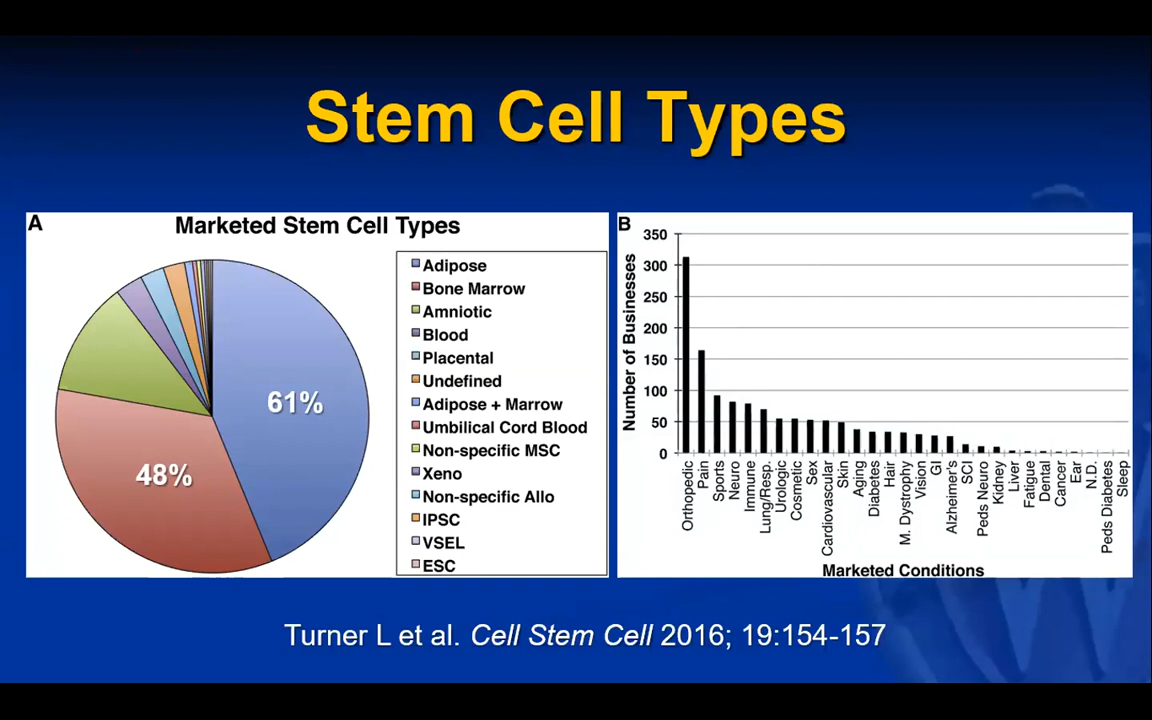 Stem Cell Types
A
Marketed Stem Cell Types
61%
48%
Adipose
Bone Marrow
Amniotic
Blood
Placental
Undefined
Adipose + Marrow
Umbilical Cord Blood
Non-specific MSC
Xeno
Non-specific Allo
IPSC
VSEL
ESC
B
Number of Businesses
350
300
250
200
150
100
50
0
Orthopedic
Pain
Sports
Neuro
Immune
Lung/Resp.
Urologic
Cosmetic
Sex
Cardiovascular
Skin
Aging
Diabetes
Hair
M. Dystrophy
Vision
GI
Alzheimer's
SCI
Peds Neuro
Kidney
Liver
Fatigue
Dental
Cancer
Ear
N.D.
Peds Diabetes
Sleep
Marketed Conditions
Turner L et al. Cell Stem Cell 2016; 19:154-157